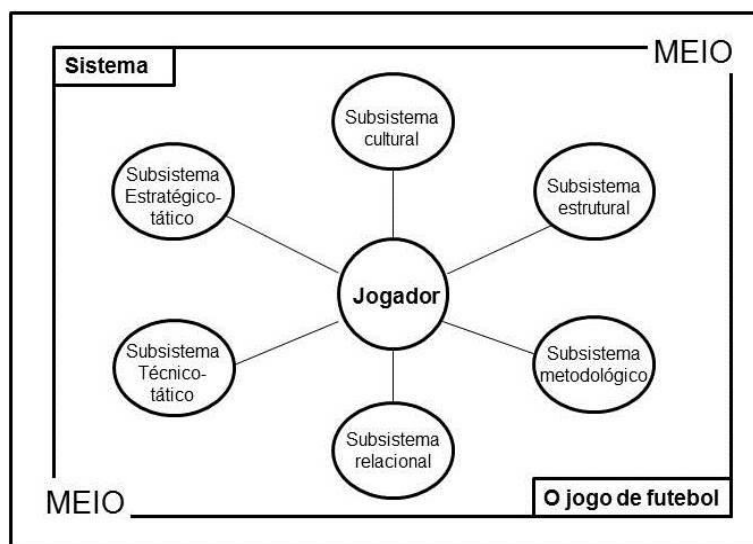 MEIO
Sistema
Subsistema
cultural
Subsistema
Estratégico-
tático
Subsistema
estrutural
Jogador
Subsistema
Técnico-
tático
Subsistema
metodológico
Subsistema
relacional
MEIO
O jogo de futebol